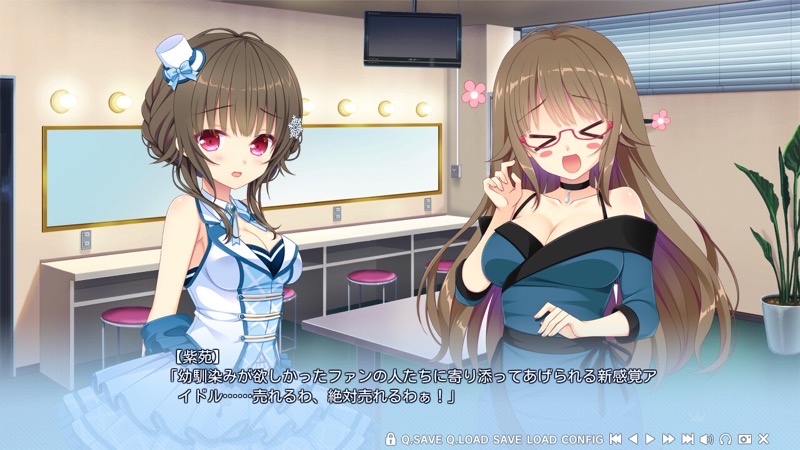 【紫苑】
「幼馴染みが欲しかったファンの人たちに寄り添ってあげられる新感覚ア
イドル……売れるわ、絶対売れるわぁ！」
Q.SAVE Q.LOAD SAVE LOAD CONFIG